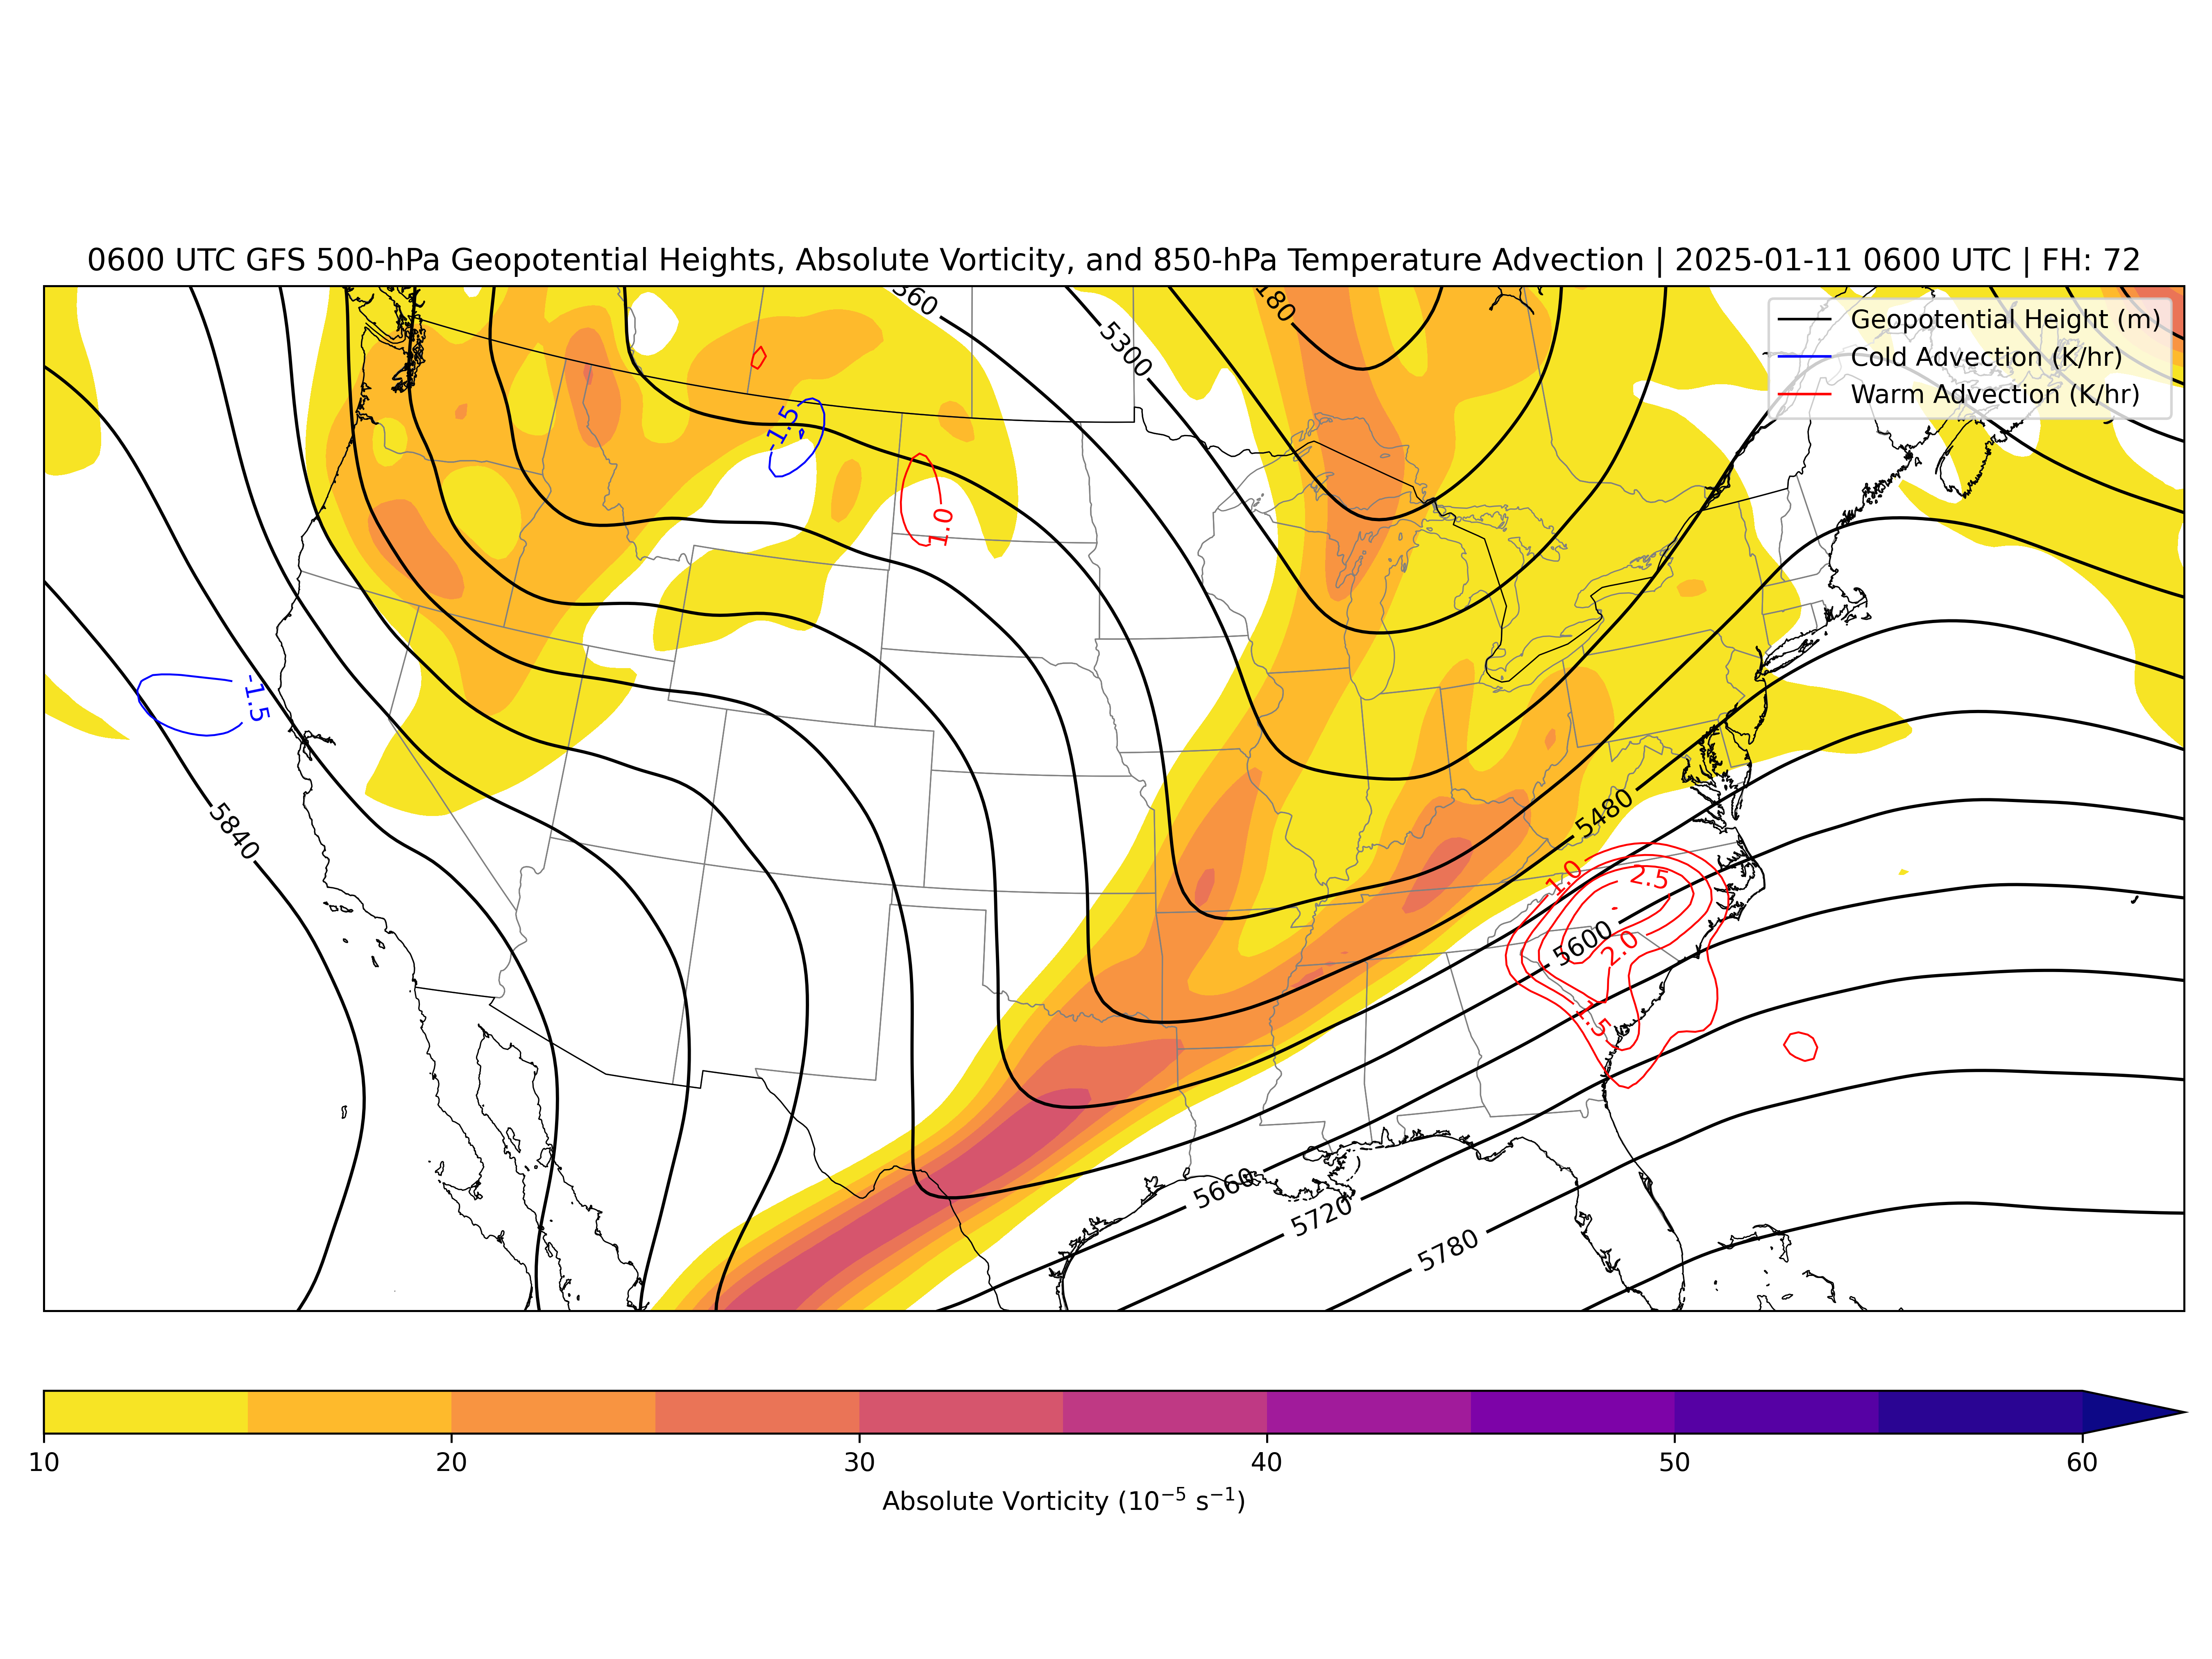 0600 UTC GFS 500-hPa Geopotential Heights, Absolute Vorticity, and 850-hPa Temperature Advection | 2025-01-11 0600 UTC | FH: 72
Geopotential Height (m)
Cold Advection (K/hr)
Warm Advection (K/hr)
5300
-1.5
1.0
-1.5
5840
5480
1.0
2.5
5600
2.0
1.5
5660
5720
5780
10 20 30 40 50 60
Absolute Vorticity (10⁻⁵ s⁻¹)